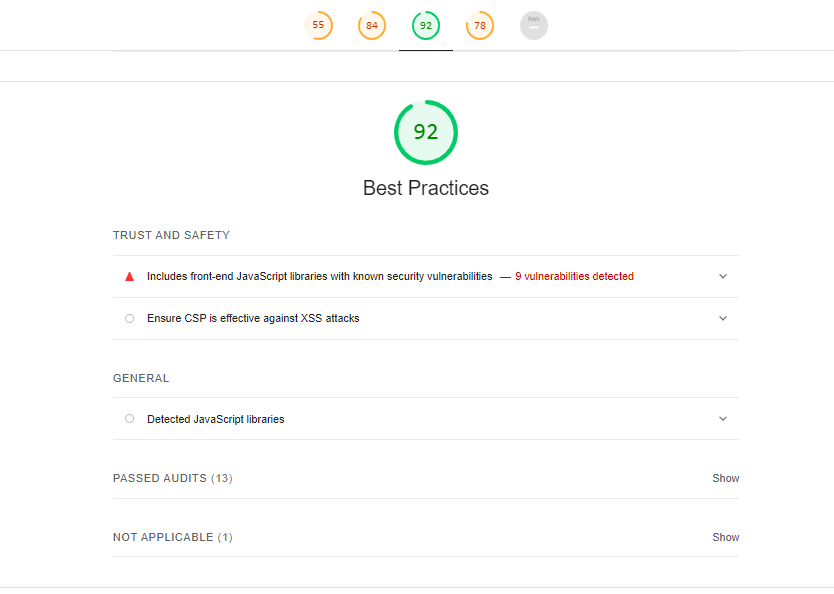 55 84 92 78
92
Best Practices
TRUST AND SAFETY
Includes front-end JavaScript libraries with known security vulnerabilities — 9 vulnerabilities detected
Ensure CSP is effective against XSS attacks
GENERAL
Detected JavaScript libraries
PASSED AUDITS (13) Show
NOT APPLICABLE (1) Show